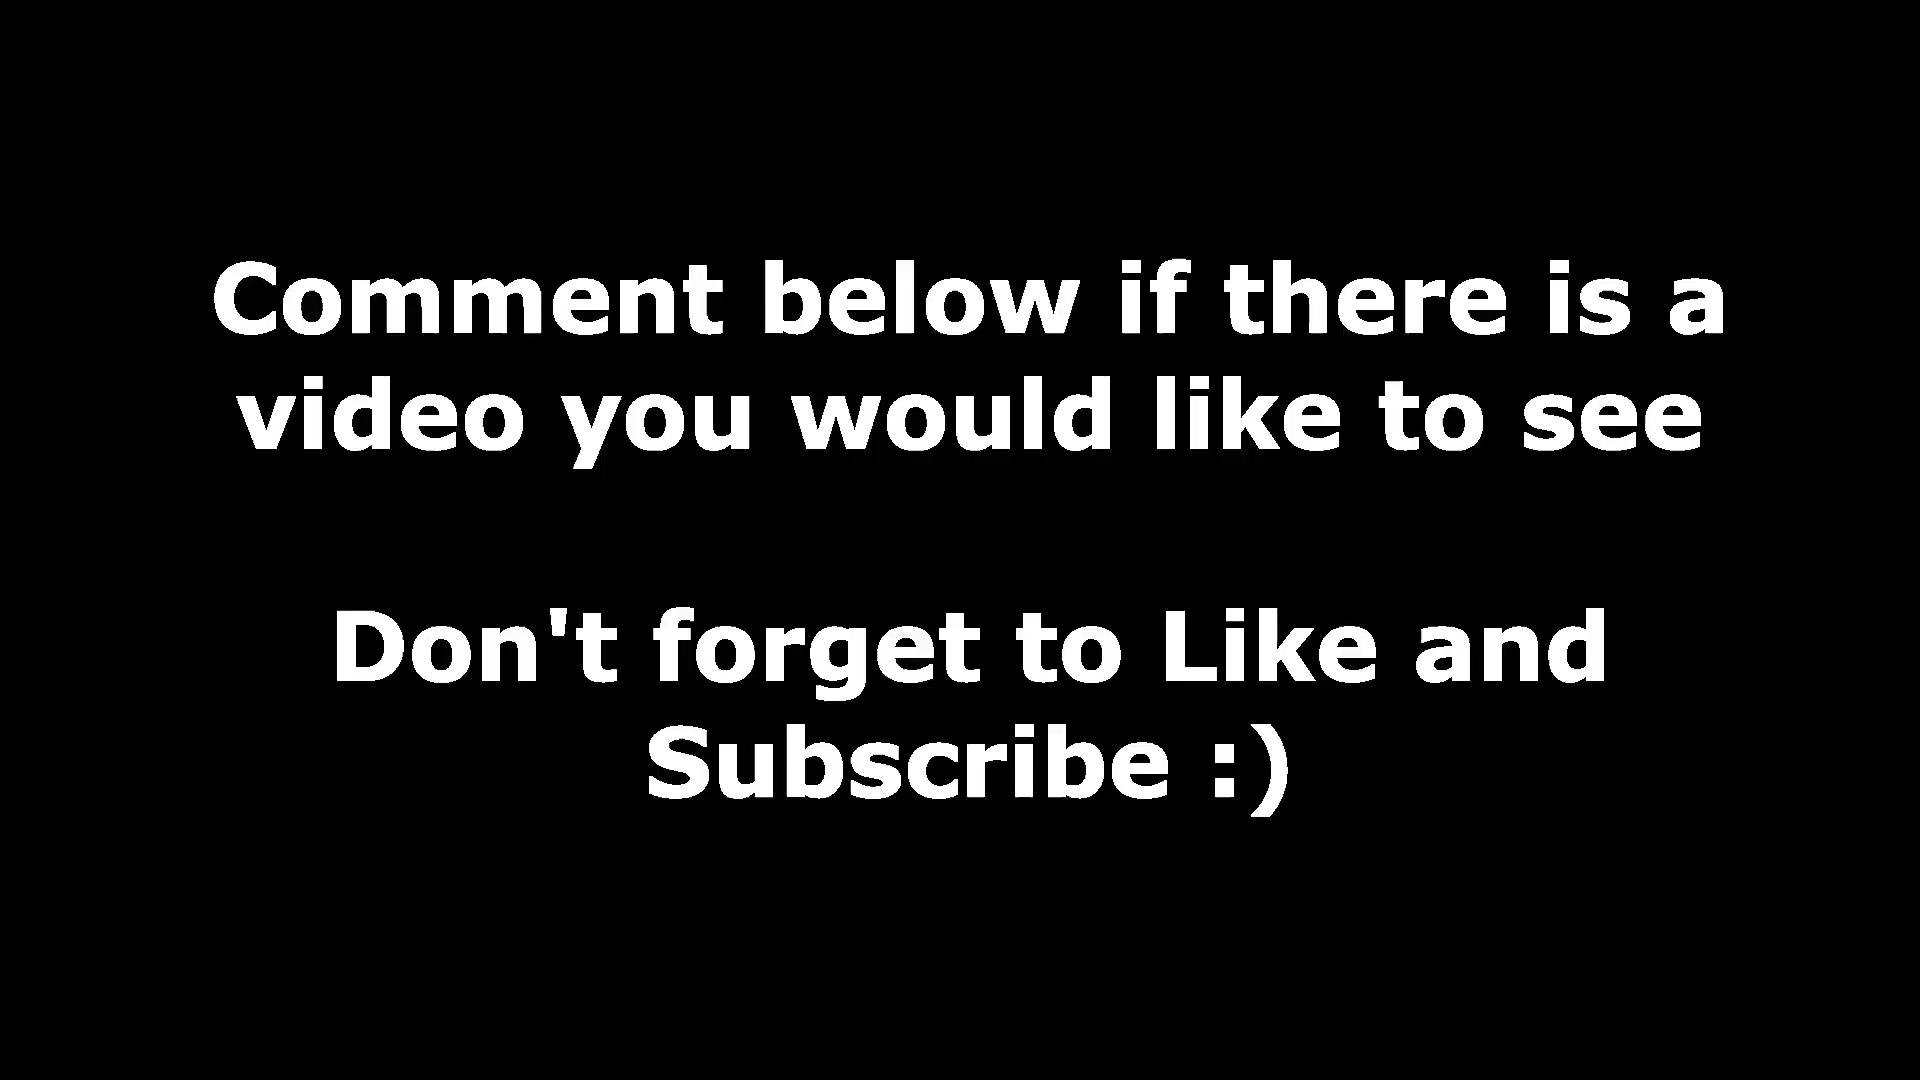 Comment below if there is a
video you would like to see
Don't forget to Like and
Subscribe :)